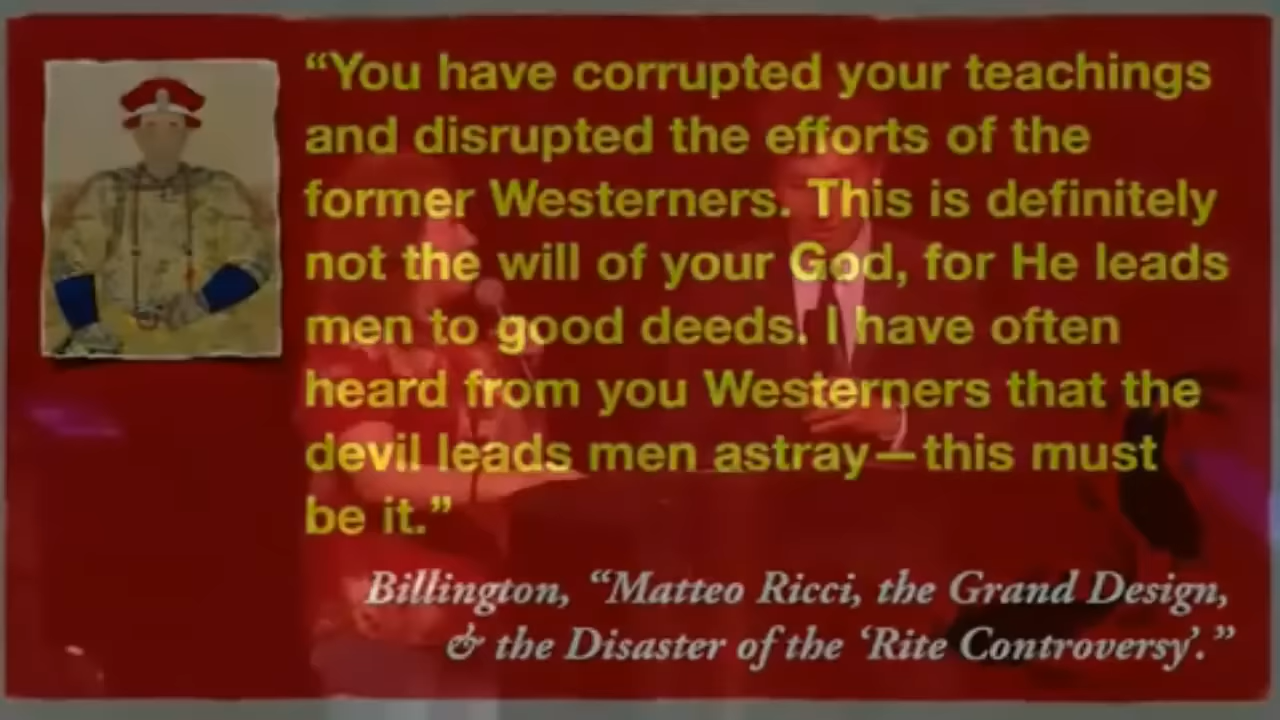 “You have corrupted your teachings
and disrupted the efforts of the
former Westerners. This is definitely
not the will of your God, for He leads
men to good deeds. I have often
heard from you Westerners that the
devil leads men astray—this must
be it.”
Billington, “Matteo Ricci, the Grand Design,
& the Disaster of the ‘Rite Controversy’.”